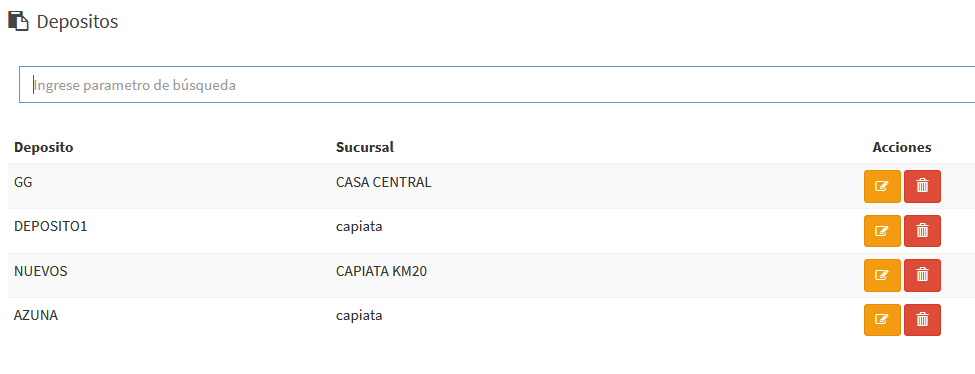 Depositos
Ingrese parametro de búsqueda
Deposito Sucursal Acciones
GG CASA CENTRAL
DEPOSITO1 capiata
NUEVOS CAPIATA KM20
AZUNA capiata